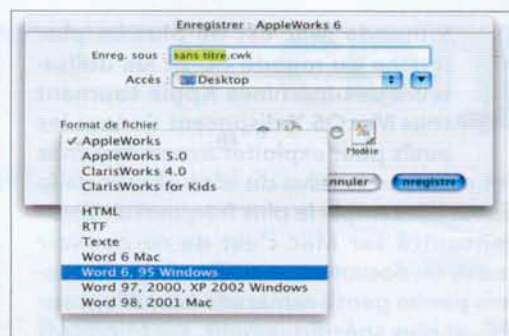 Enregistrer : AppleWorks 6
Enreg. sous : sans titre.cwk
Accès : Desktop
Format de fichier
✓ AppleWorks
AppleWorks 5.0
ClarisWorks 4.0
ClarisWorks for Kids
HTML
RTF
Texte
Word 6 Mac
Word 6, 95 Windows
Word 97, 2000, XP 2002 Windows
Word 98, 2001 Mac
Modèle
nnuler
nregistre